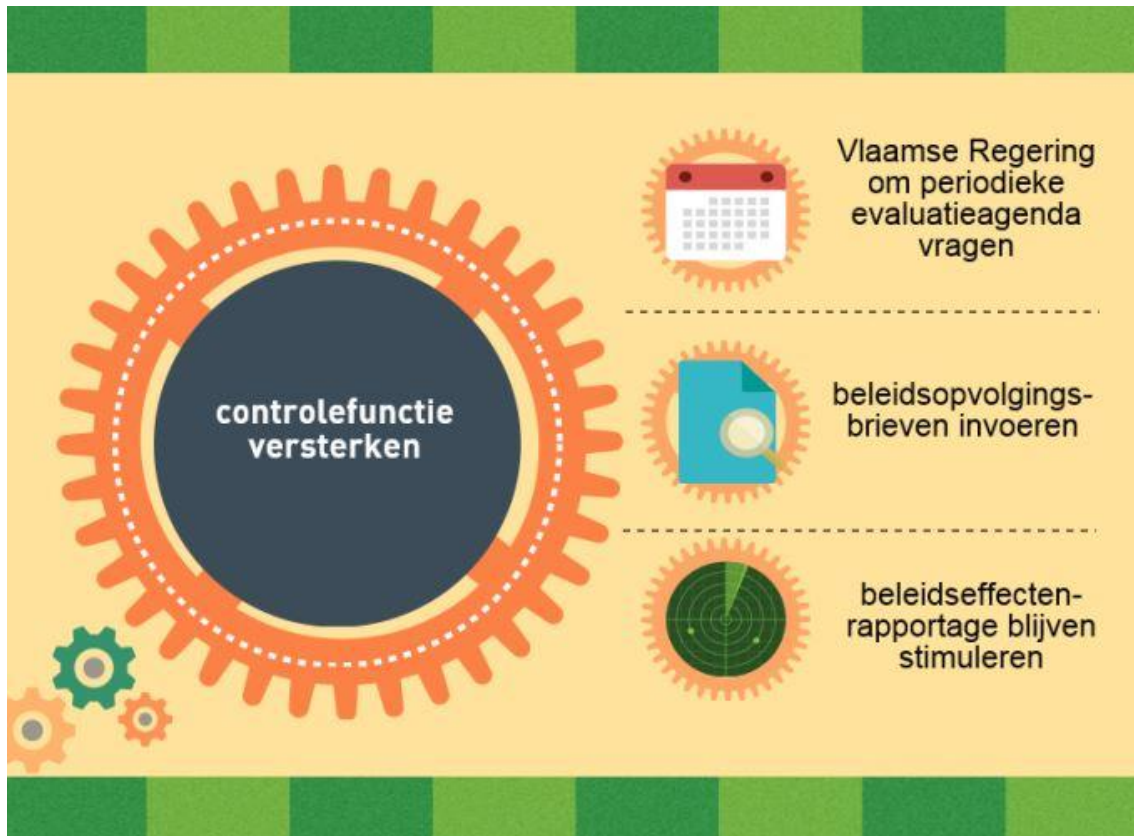 controlefunctie
versterken
Vlaamse Regering
om periodieke
evaluatieagenda
vragen
beleidsopvolgings-
brieven invoeren
beleidseffecten-
rapportage blijven
stimuleren